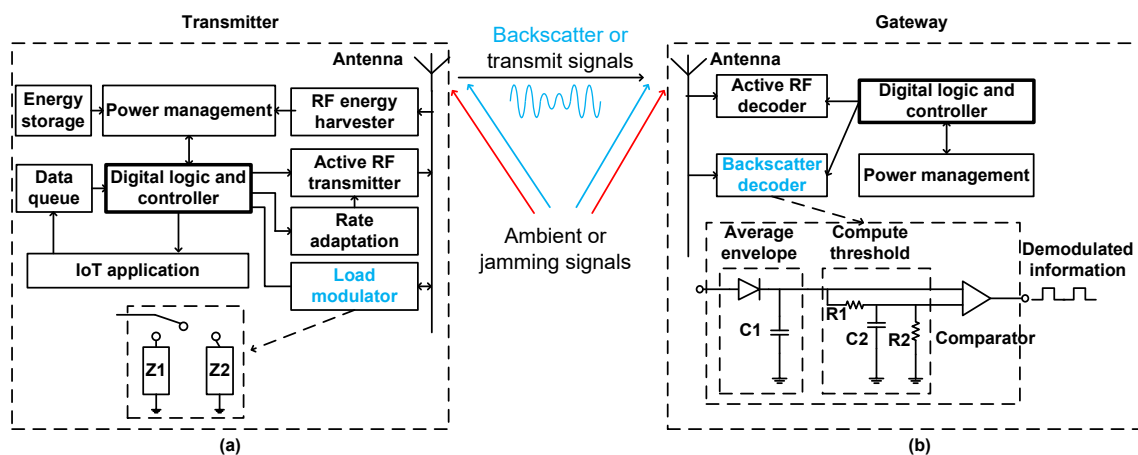 Transmitter
Antenna
Energy
storage
Power management
RF energy
harvester
Data
queue
Digital logic and
controller
Active RF
transmitter
Rate
adaptation
IoT application
Load
modulator
Z1
Z2
(a)
Backscatter or
transmit signals
Ambient or
jamming signals
Gateway
Antenna
Active RF
decoder
Digital logic and
controller
Backscatter
decoder
Power management
Average
envelope
Compute
threshold
Demodulated
information
R1
C1
C2
R2
Comparator
(b)